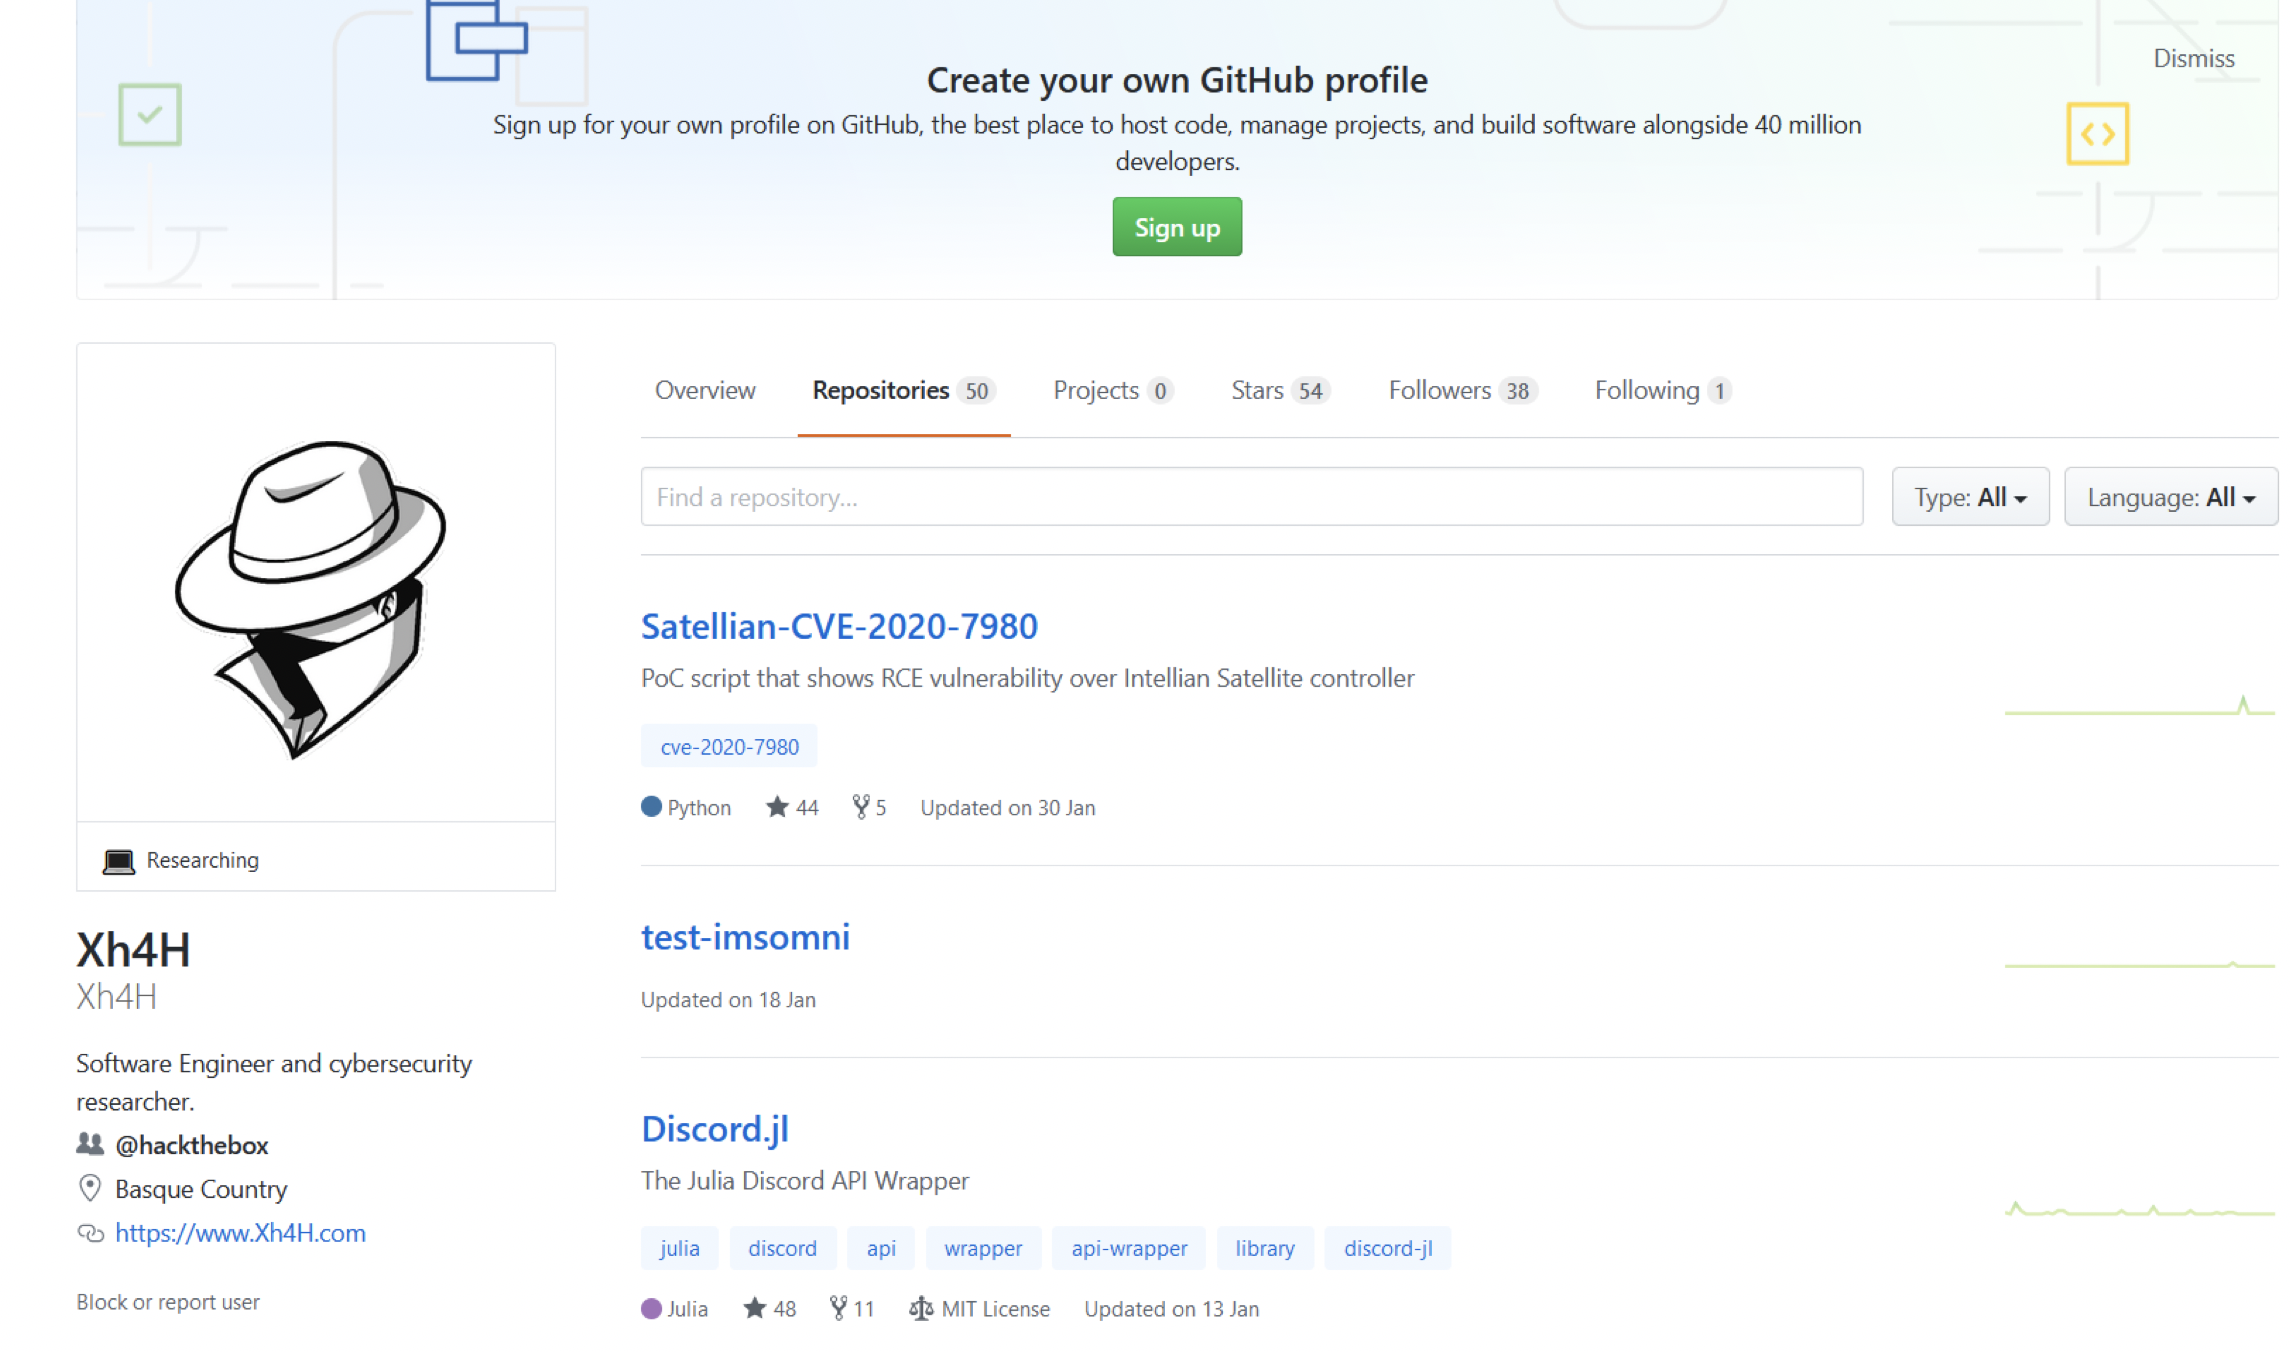 Dismiss
Create your own GitHub profile
Sign up for your own profile on GitHub, the best place to host code, manage projects, and build software alongside 40 million
developers.
Sign up
Overview Repositories 50 Projects 0 Stars 54 Followers 38 Following 1
Find a repository...
Type: All
Language: All
Satellian-CVE-2020-7980
PoC script that shows RCE vulnerability over Intellian Satellite controller
cve-2020-7980
Python 44 5 Updated on 30 Jan
Researching
test-imsomni
Updated on 18 Jan
Xh4H
Xh4H
Software Engineer and cybersecurity
researcher.
@hackthebox
Basque Country
https://www.Xh4H.com
Block or report user
Discord.jl
The Julia Discord API Wrapper
julia discord api wrapper api-wrapper library discord-jl
Julia 48 11 MIT License Updated on 13 Jan